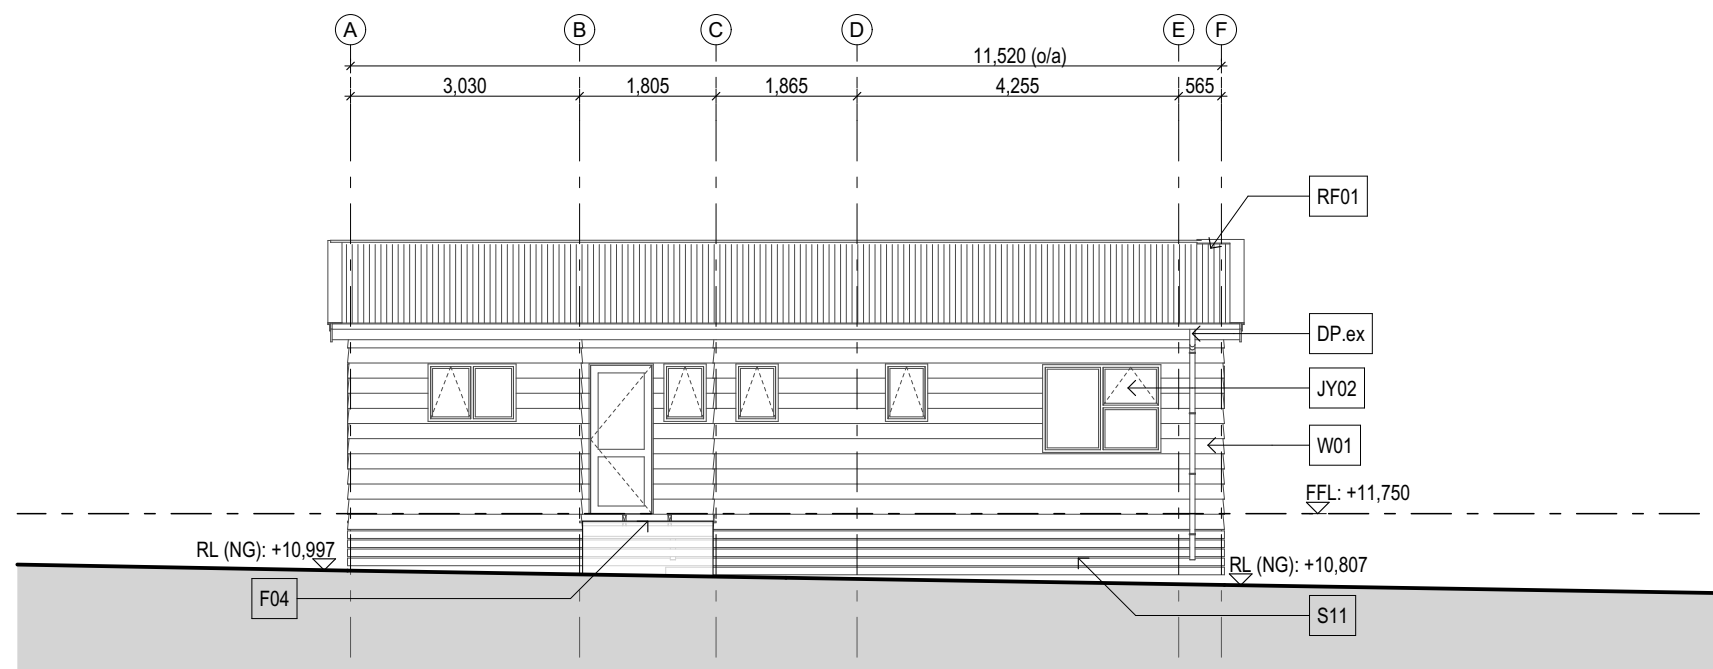 A B C D E F
11,520 (o/a)
3,030 1,805 1,865 4,255 565
RF01
DP.ex
JY02
W01
FFL: +11,750
RL (NG): +10,997
RL (NG): +10,807
F04
S11